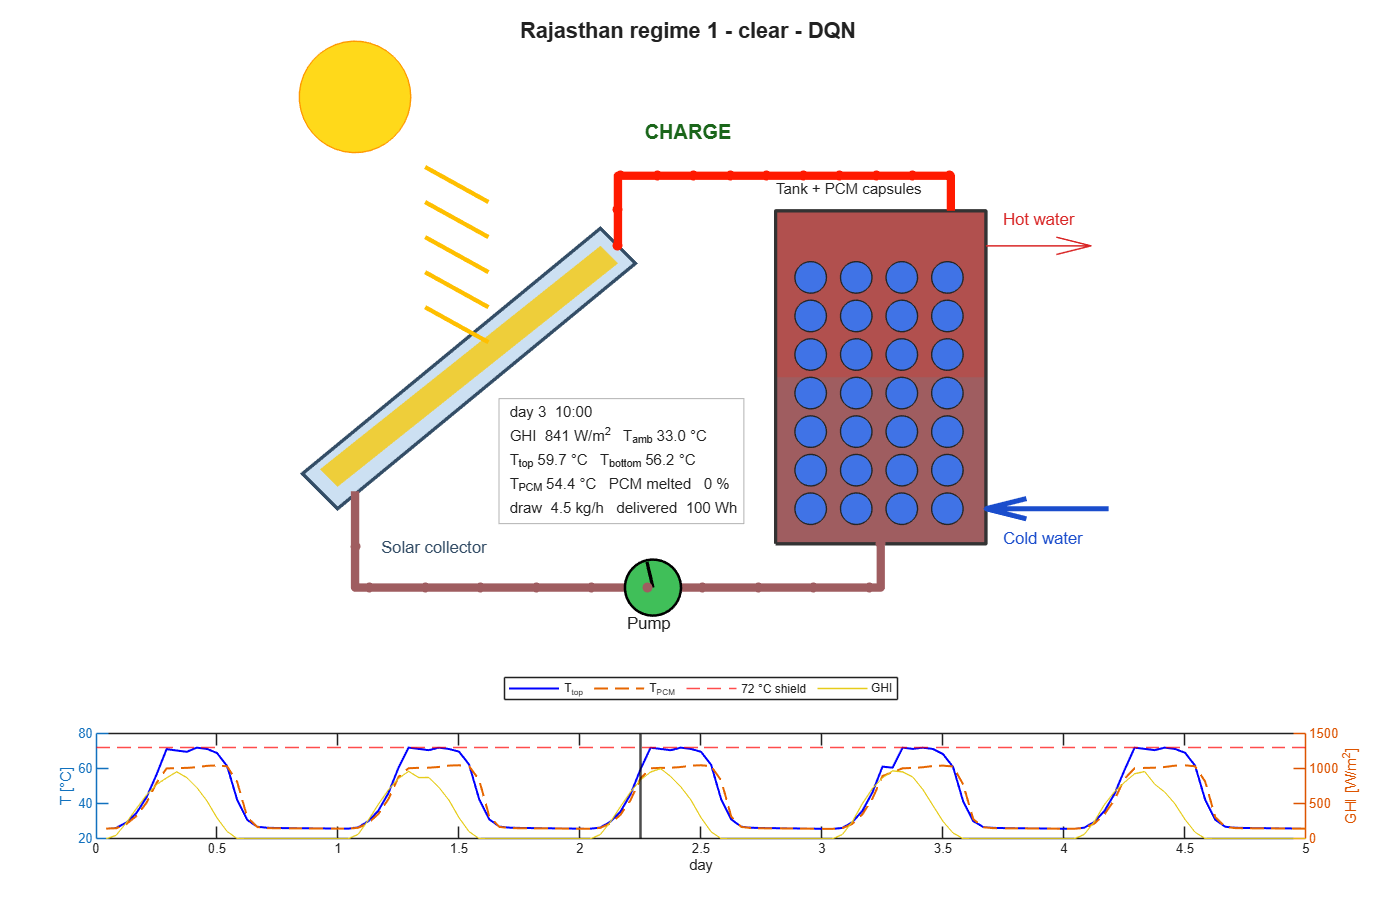 Rajasthan regime 1 - clear - DQN
CHARGE
Tank + PCM capsules
Hot water
day 3  10:00
GHI  841 W/m²   Tamb 33.0 °C
Ttop 59.7 °C   Tbottom 56.2 °C
TPCM 54.4 °C   PCM melted   0 %
draw  4.5 kg/h   delivered  100 Wh
Cold water
Solar collector
Pump
Ttop   TPCM   72 °C shield   GHI
80
60
40
20
T [°C]
1500
1000
500
0
GHI [W/m²]
0 0.5 1 1.5 2 2.5 3 3.5 4 4.5 5
day